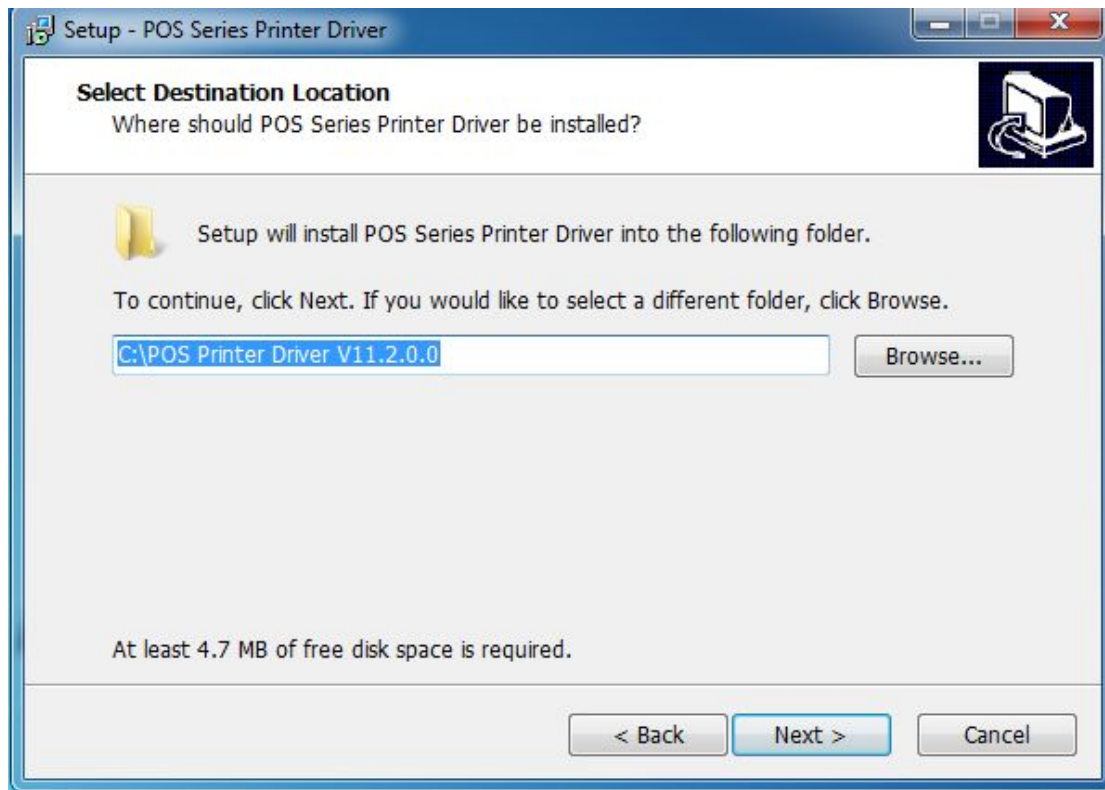 Setup - POS Series Printer Driver
Select Destination Location
Where should POS Series Printer Driver be installed?
Setup will install POS Series Printer Driver into the following folder.
To continue, click Next. If you would like to select a different folder, click Browse.
C:\POS Printer Driver V11.2.0.0
Browse...
At least 4.7 MB of free disk space is required.
< Back
Next >
Cancel